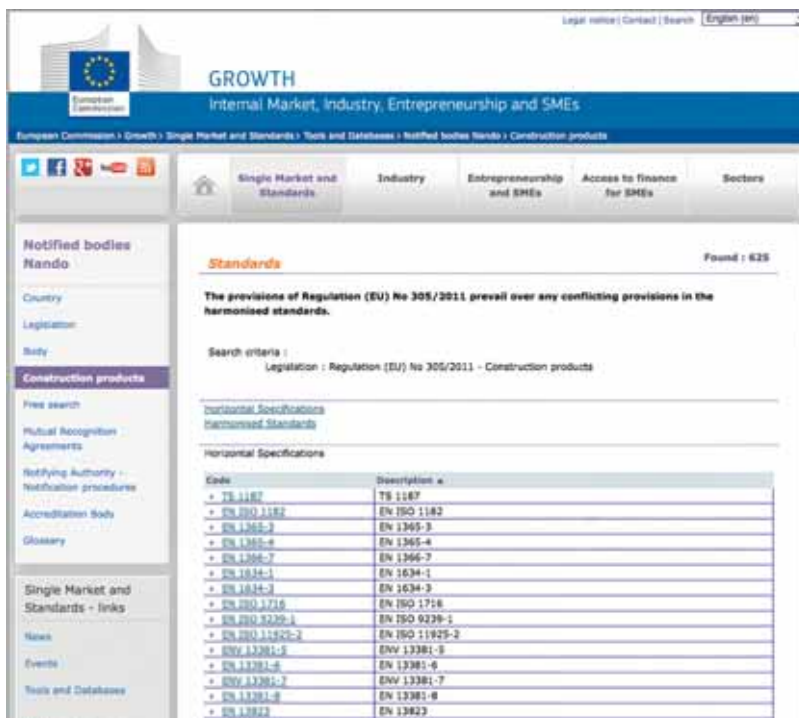 Legal notice | Contact | Search English (en)
European
Commission
GROWTH
Internal Market, Industry, Entrepreneurship and SMEs
European Commission > Growth > Single Market and Standards > Tools and Databases > Notified bodies Nando > Construction products
Single Market and
Standards
Industry
Entrepreneurship
and SMEs
Access to finance
for SMEs
Sectors
Notified bodies
Nando
Country
Legislation
Body
Construction products
Free search
Mutual Recognition
Agreements
Notifying Authority -
Notification procedures
Accreditation Body
Glossary
Single Market and
Standards - links
News
Events
Tools and Databases
Standards
Found : 625
The provisions of Regulation (EU) No 305/2011 prevail over any conflicting provisions in the
harmonised standards.
Search criteria :
Legislation : Regulation (EU) No 305/2011 - Construction products
Horizontal Specifications
Harmonised Standards
Horizontal Specifications
Code Description
TS 1187 TS 1187
EN ISO 1182 EN ISO 1182
EN 1365-3 EN 1365-3
EN 1365-4 EN 1365-4
EN 1366-7 EN 1366-7
EN 1634-1 EN 1634-1
EN 1634-3 EN 1634-3
EN ISO 1716 EN ISO 1716
EN ISO 9239-1 EN ISO 9239-1
EN ISO 11925-2 EN ISO 11925-2
ENV 13381-5 ENV 13381-5
EN 13381-6 EN 13381-6
ENV 13381-7 ENV 13381-7
EN 13381-8 EN 13381-8
EN 13823 EN 13823